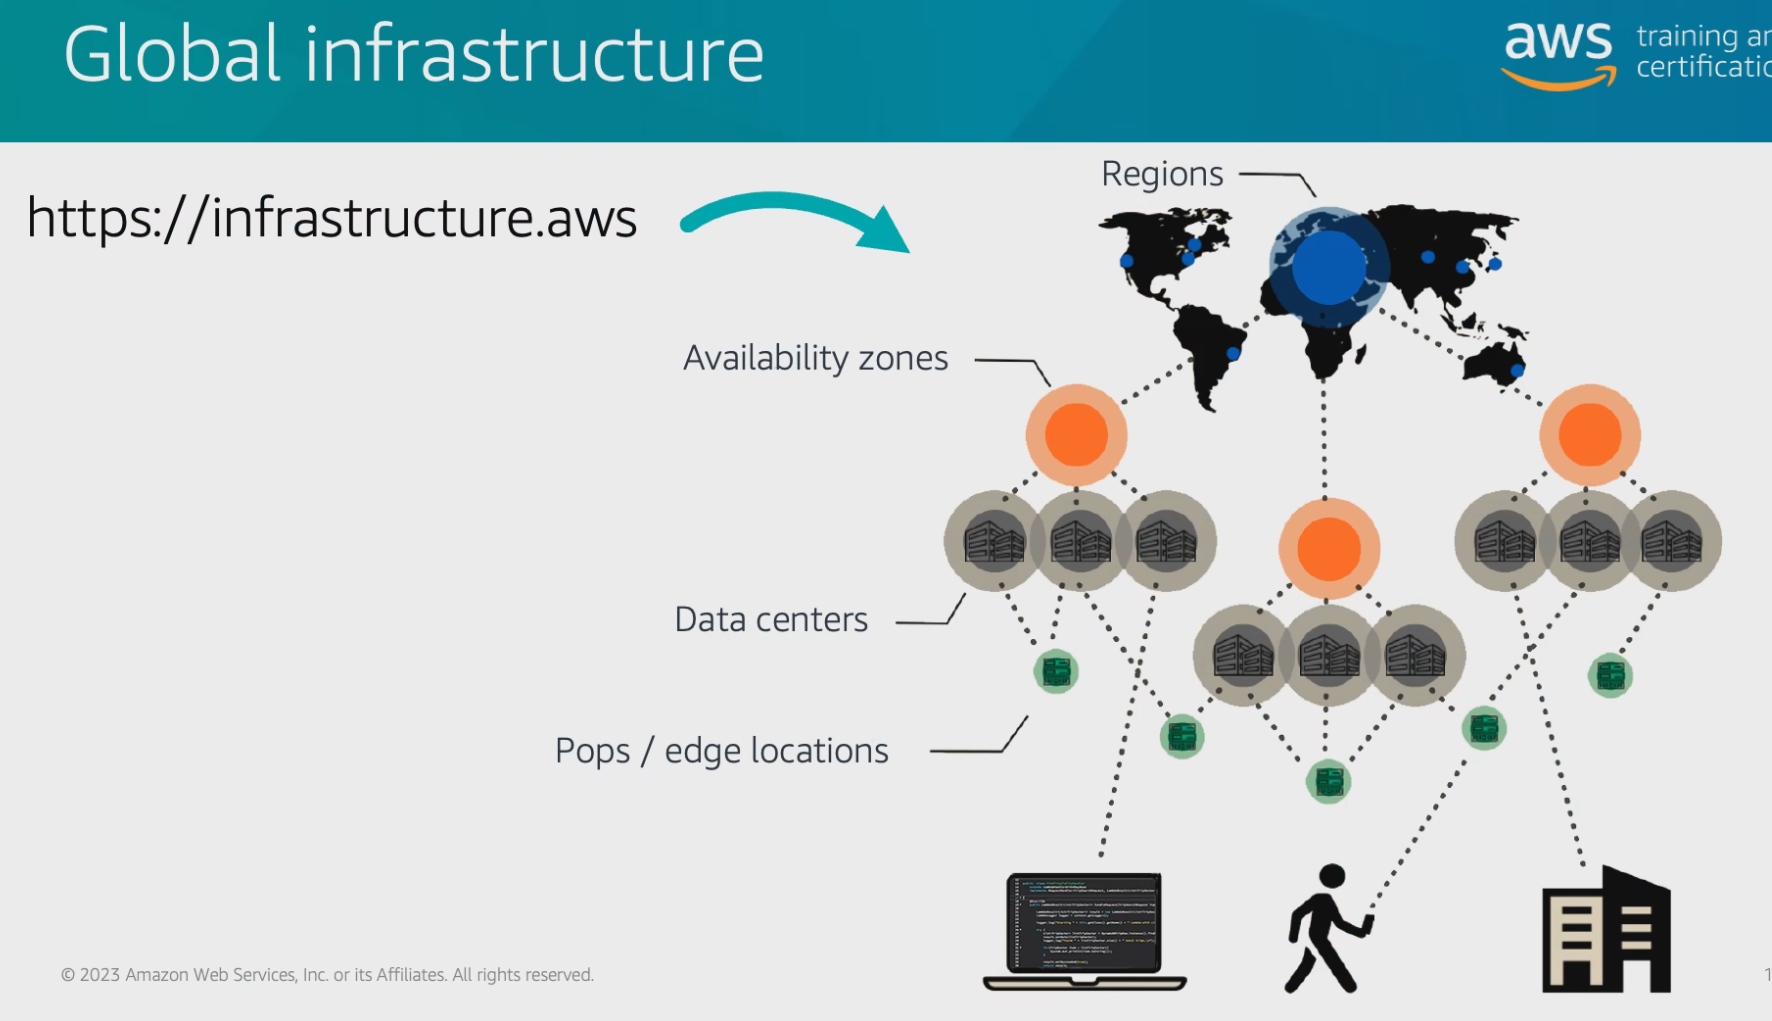 Global infrastructure
aws
training an
certificatio
https://infrastructure.aws
Regions
Availability zones
Data centers
Pops / edge locations
© 2023 Amazon Web Services, Inc. or its Affiliates. All rights reserved.
1